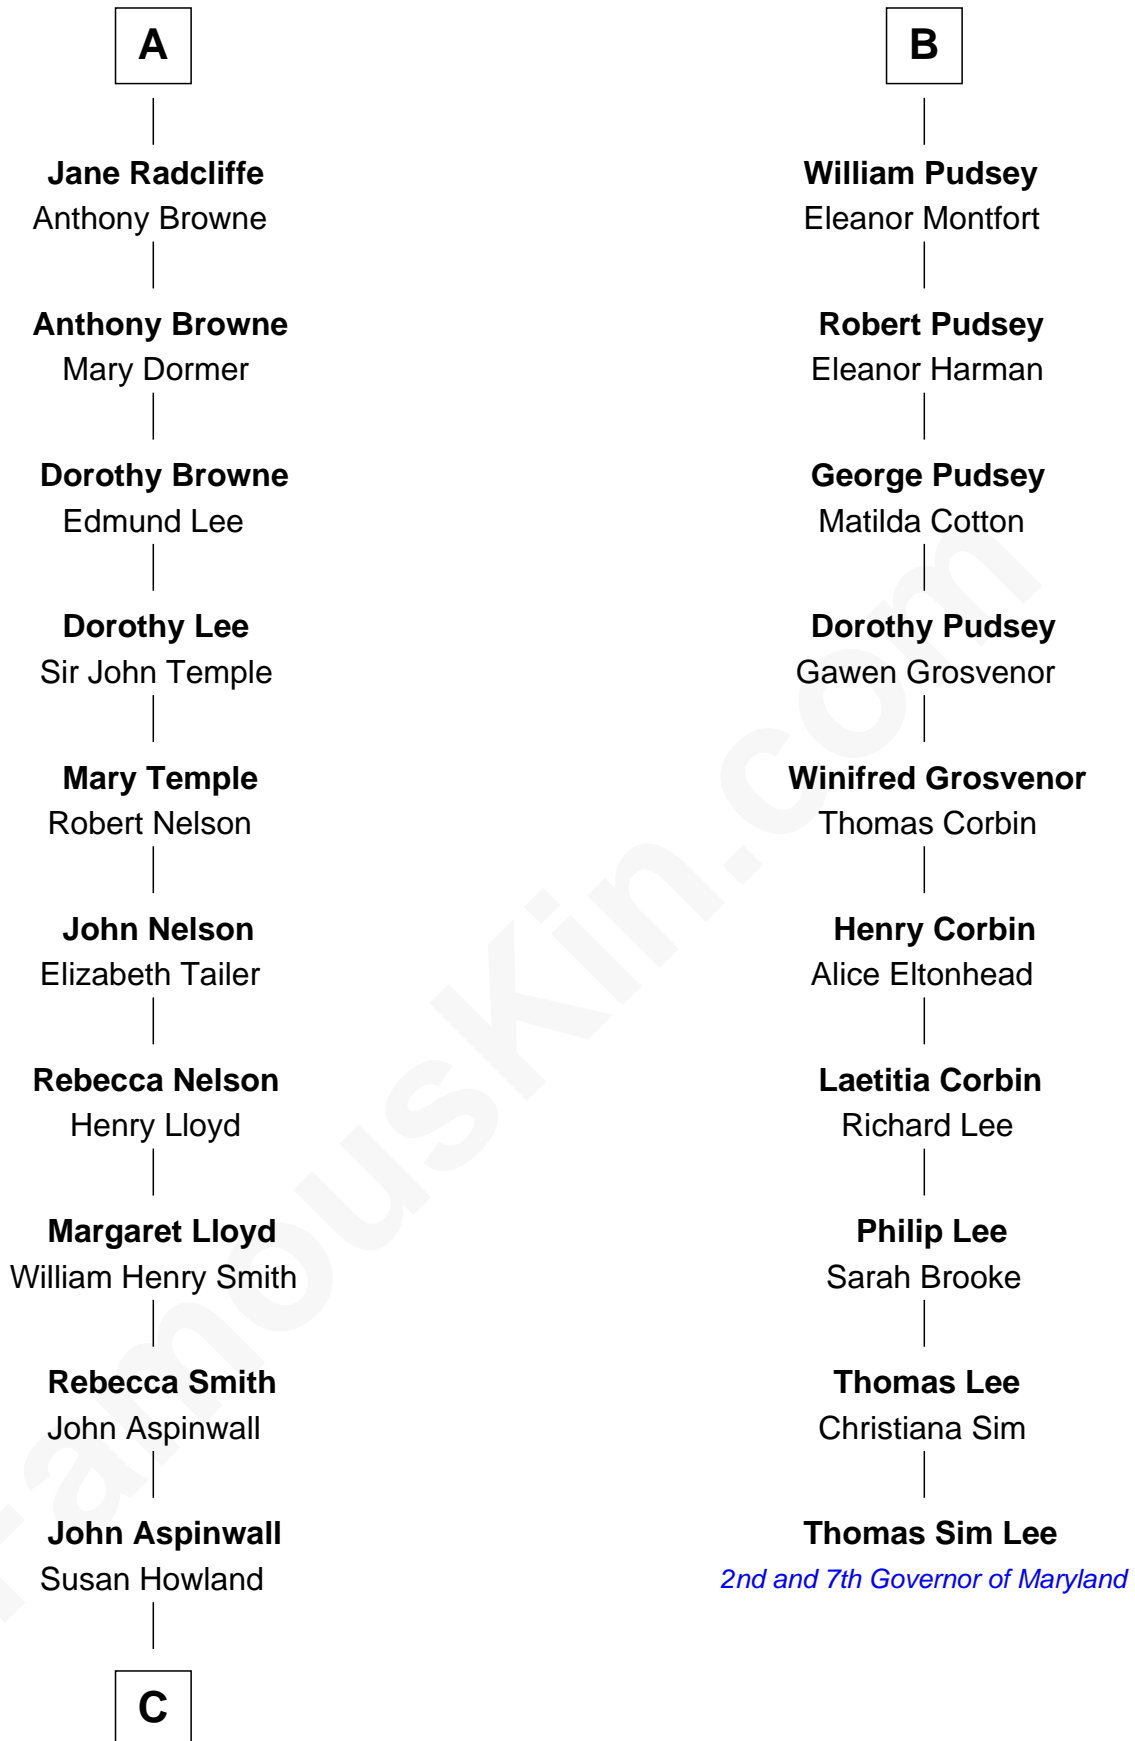 A
Jane Radcliffe
Anthony Browne
Anthony Browne
Mary Dormer
Dorothy Browne
Edmund Lee
Dorothy Lee
Sir John Temple
Mary Temple
Robert Nelson
John Nelson
Elizabeth Tailer
Rebecca Nelson
Henry Lloyd
Margaret Lloyd
William Henry Smith
Rebecca Smith
John Aspinwall
John Aspinwall
Susan Howland
C
B
William Pudsey
Eleanor Montfort
Robert Pudsey
Eleanor Harman
George Pudsey
Matilda Cotton
Dorothy Pudsey
Gawen Grosvenor
Winifred Grosvenor
Thomas Corbin
Henry Corbin
Alice Eltonhead
Laetitia Corbin
Richard Lee
Philip Lee
Sarah Brooke
Thomas Lee
Christiana Sim
Thomas Sim Lee
2nd and 7th Governor of Maryland
FamousKin.com